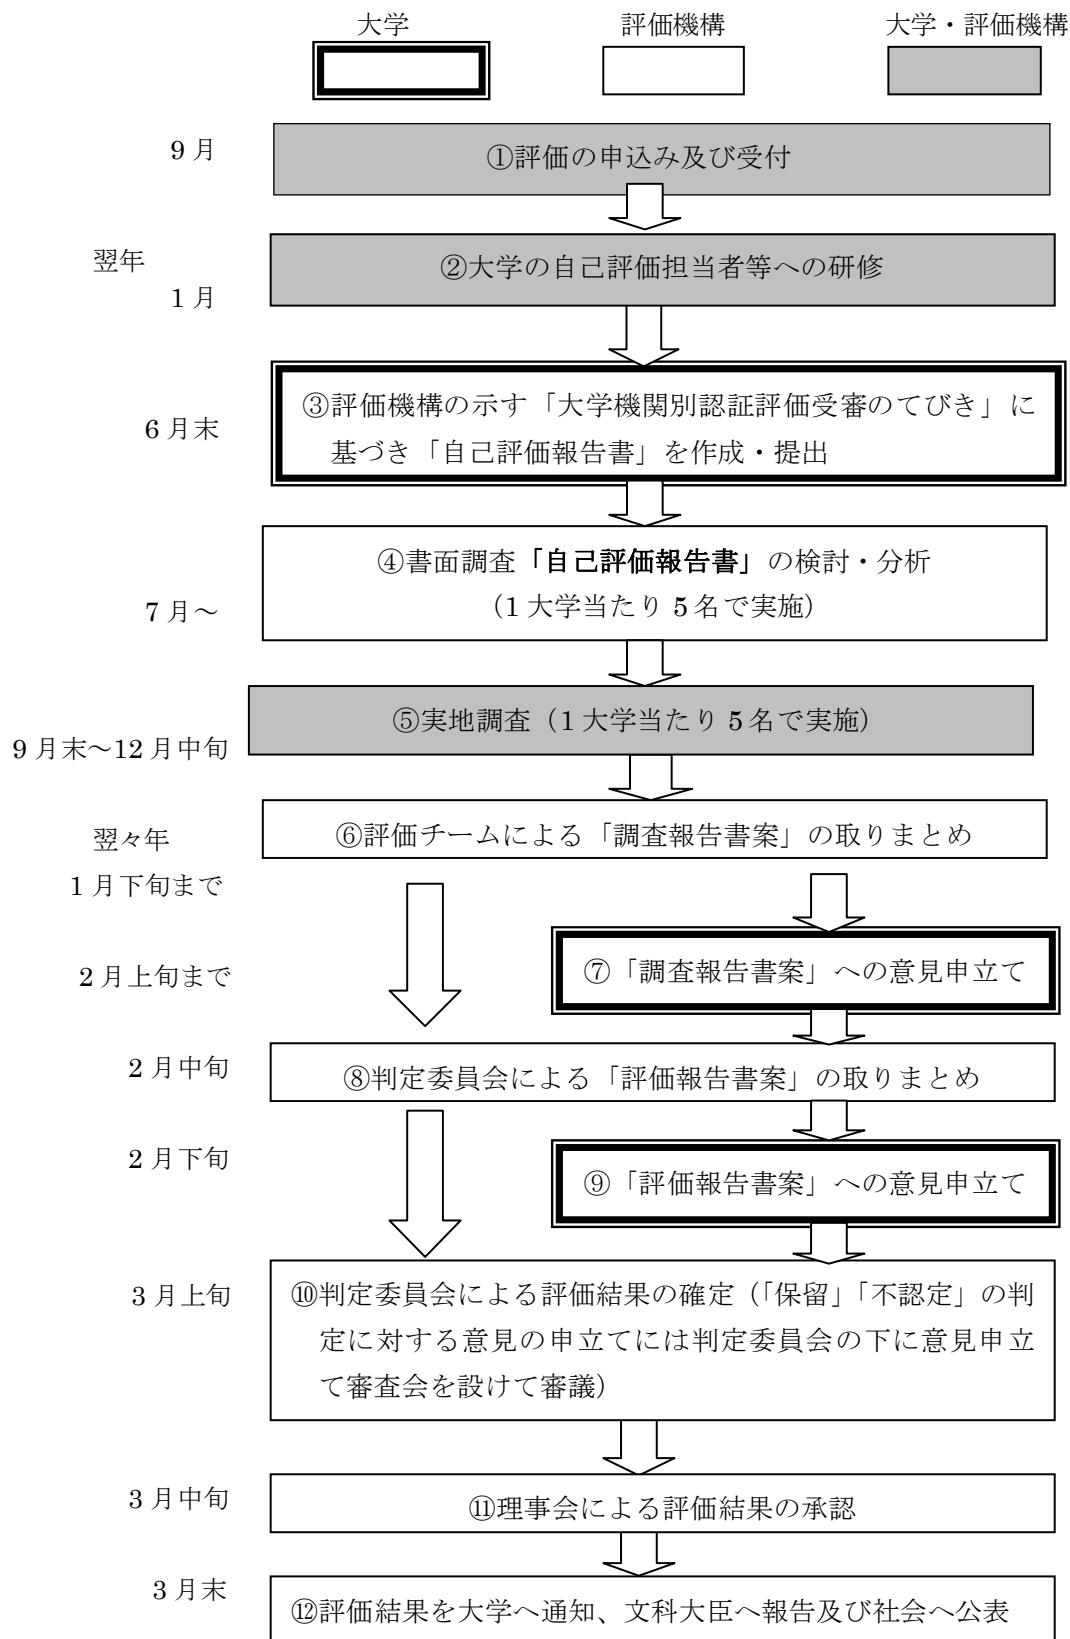 大学
評価機構
大学・評価機構
9月
①評価の申込み及び受付
翌年
1月
②大学の自己評価担当者等への研修
6月末
③評価機構の示す「大学機関別認証評価受審のてびき」に
基づき「自己評価報告書」を作成・提出
④書面調査「自己評価報告書」の検討・分析
(1大学当たり5名で実施)
7月～
⑤実地調査(1大学当たり5名で実施)
9月末～12月中旬
⑥評価チームによる「調査報告書案」の取りまとめ
翌々年
1月下旬まで
⑦「調査報告書案」への意見申立て
2月上旬まで
2月中旬
⑧判定委員会による「評価報告書案」の取りまとめ
2月下旬
⑨「評価報告書案」への意見申立て
3月上旬
⑩判定委員会による評価結果の確定(「保留」「不認定」の判
定に対する意見の申立てには判定委員会の下に意見申立
て審査会を設けて審議)
3月中旬
⑪理事会による評価結果の承認
3月末
⑫評価結果を大学へ通知、文科大臣へ報告及び社会へ公表